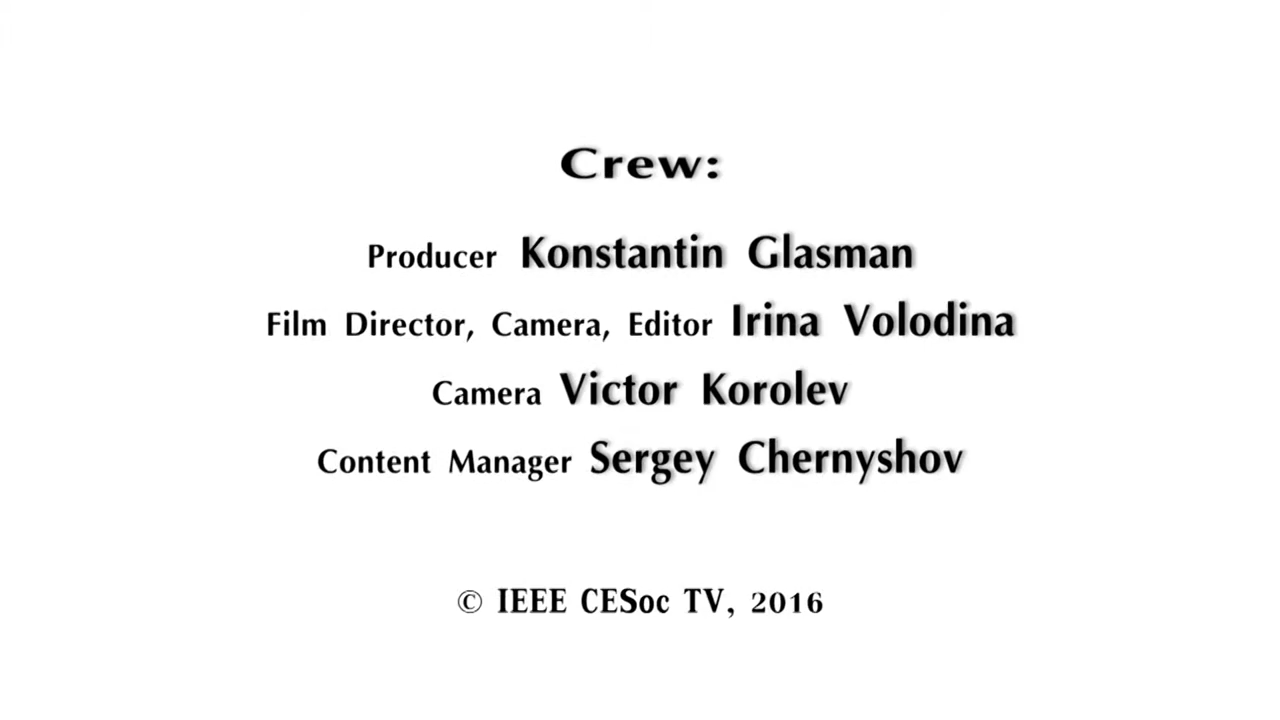 Crew:
Producer Konstantin Glasman
Film Director, Camera, Editor Irina Volodina
Camera Victor Korolev
Content Manager Sergey Chernyshov
© IEEE CESoc TV, 2016